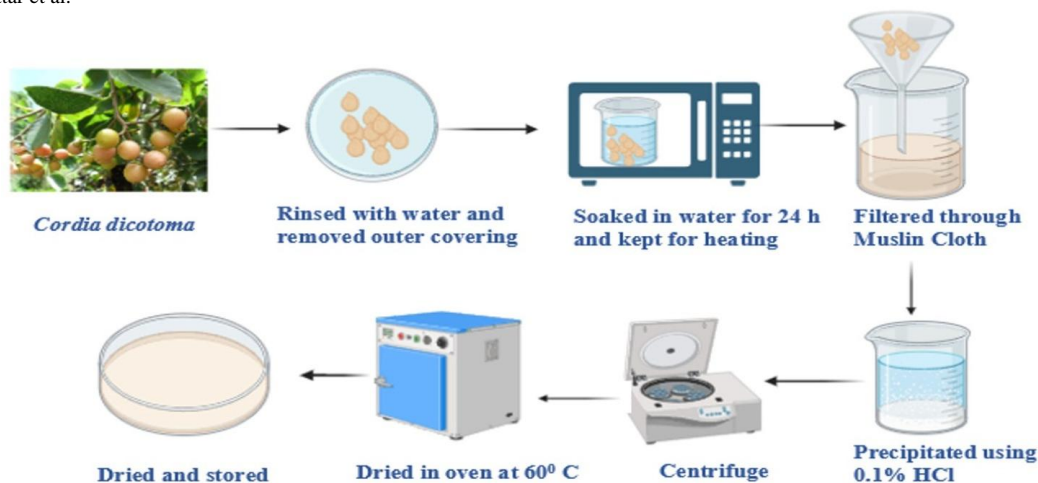 Cordia dicotoma
Rinsed with water and
removed outer covering
Soaked in water for 24 h
and kept for heating
Filtered through
Muslin Cloth
Precipitated using
0.1% HCl
Centrifuge
Dried in oven at 60⁰ C
Dried and stored